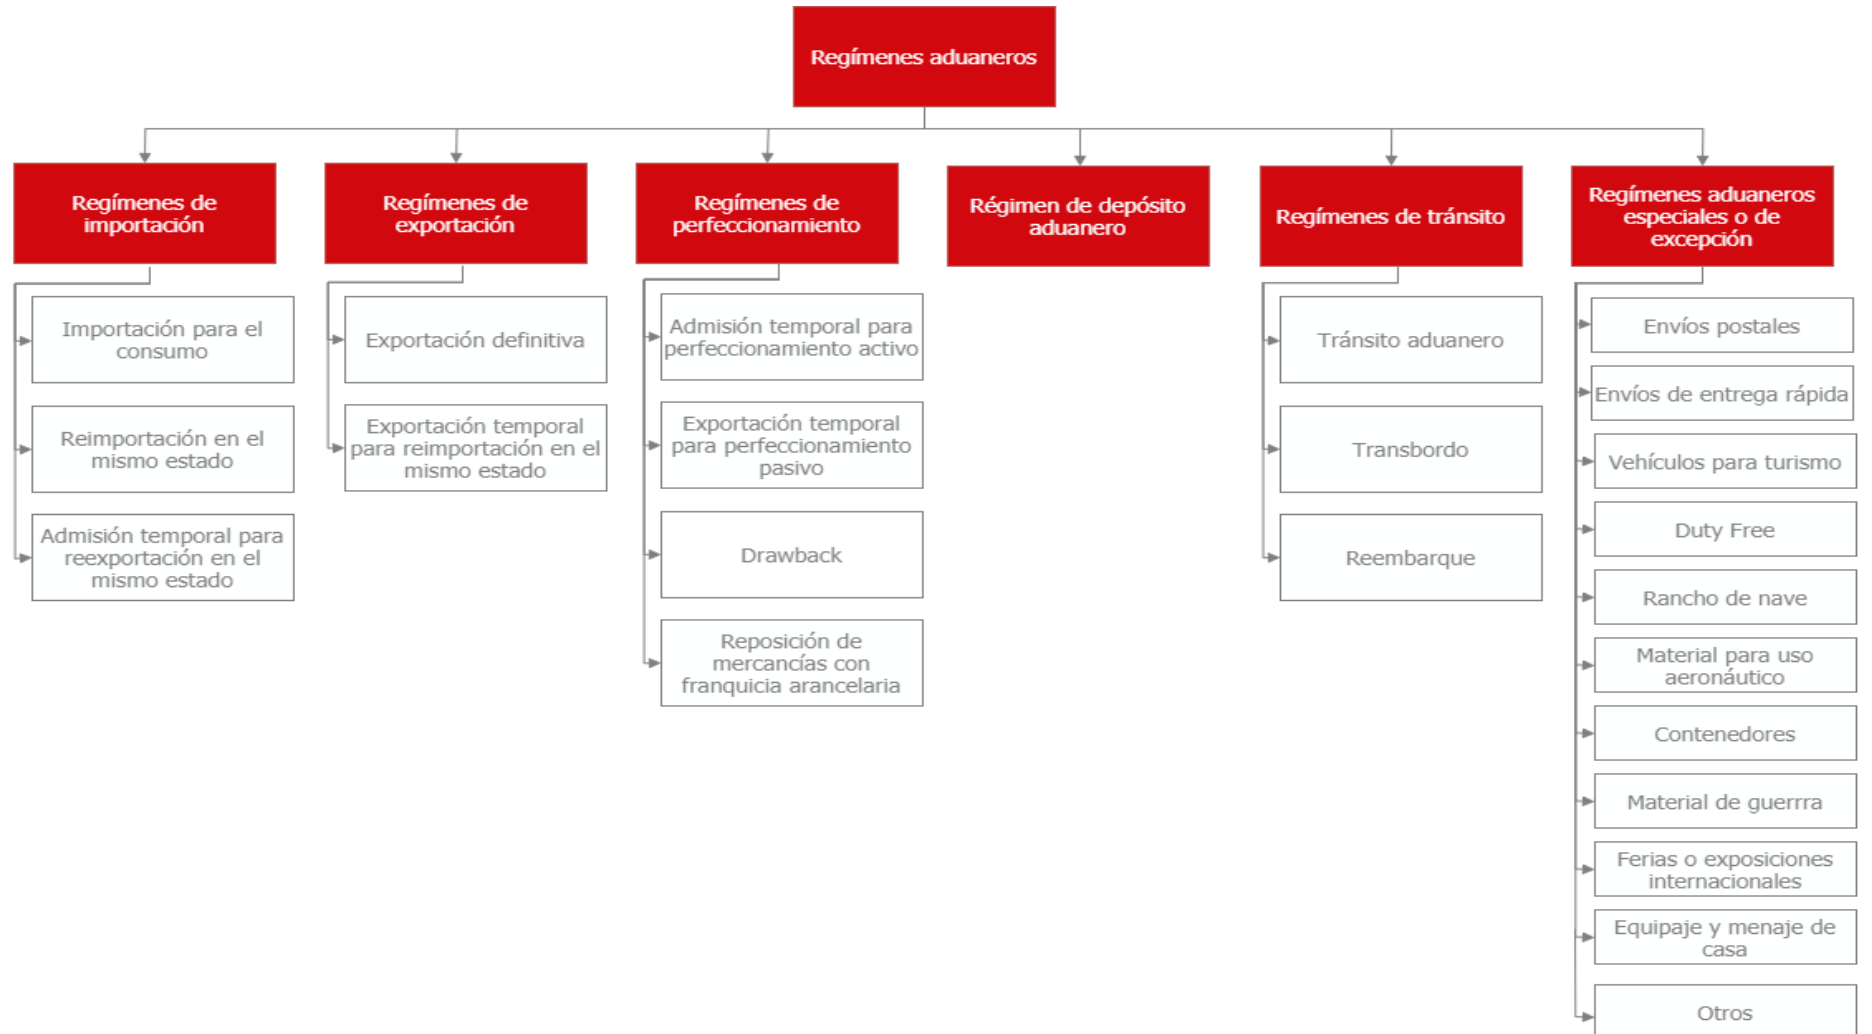 Regímenes aduaneros
Regímenes de
importación
Importación para el
consumo
Reimportación en el
mismo estado
Admisión temporal para
reexportación en el
mismo estado
Regímenes de
exportación
Exportación definitiva
Exportación temporal
para reimportación en el
mismo estado
Regímenes de
perfeccionamiento
Admisión temporal para
perfeccionamiento activo
Exportación temporal
para perfeccionamiento
pasivo
Drawback
Reposición de
mercancías con
franquicia arancelaria
Régimen de depósito
aduanero
Regímenes de tránsito
Tránsito aduanero
Transbordo
Reembarque
Regímenes aduaneros
especiales o de
excepción
Envíos postales
Envíos de entrega rápida
Vehículos para turismo
Duty Free
Rancho de nave
Material para uso
aeronáutico
Contenedores
Material de guerrra
Ferias o exposiciones
internacionales
Equipaje y menaje de
casa
Otros